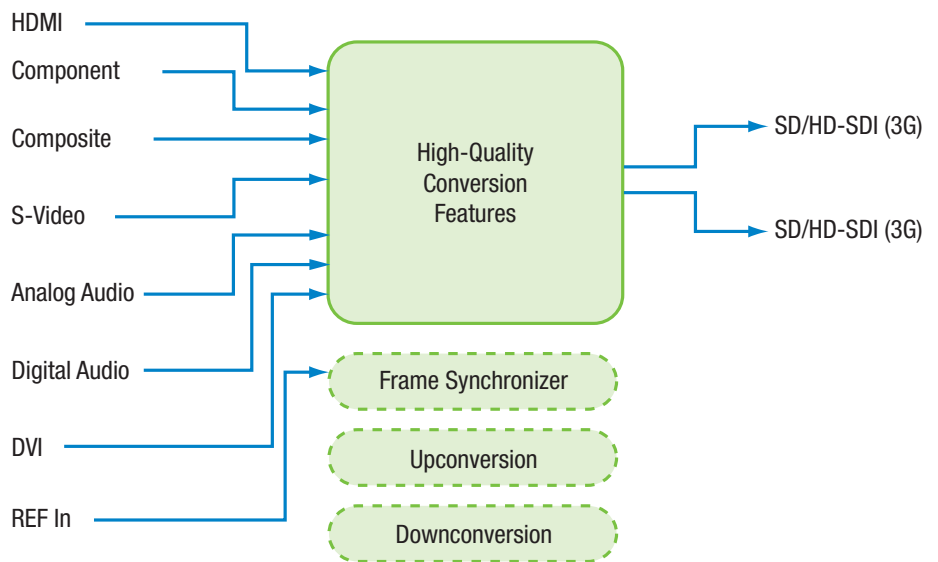 HDMI
Component
Composite
S-Video
Analog Audio
Digital Audio
DVI
REF In
High-Quality
Conversion
Features
Frame Synchronizer
Upconversion
Downconversion
SD/HD-SDI (3G)
SD/HD-SDI (3G)